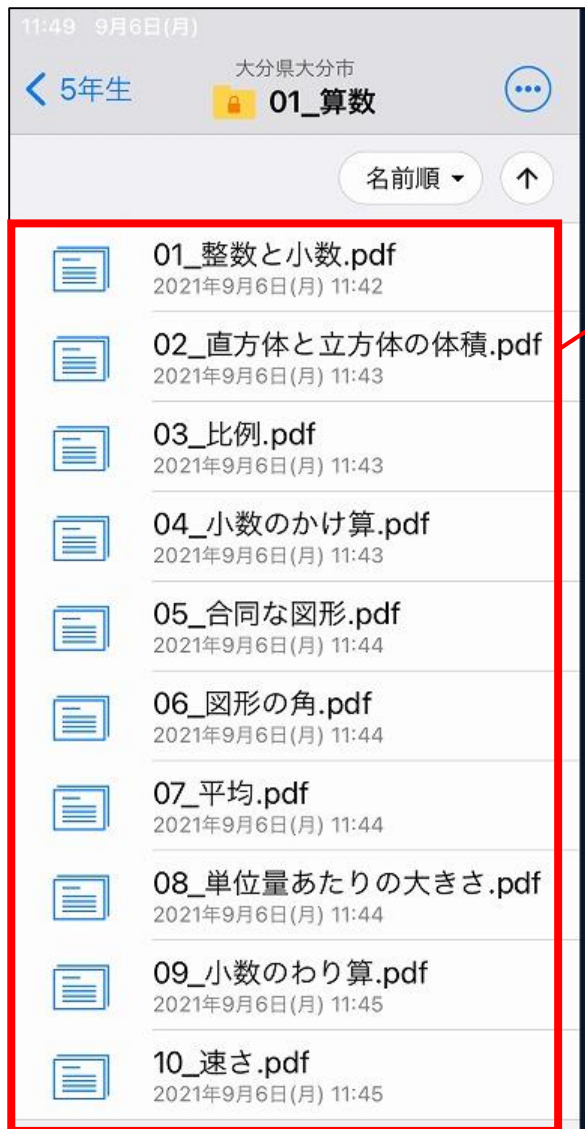 11:49 9月6日(月)
大分県大分市
5年生
01_算数
名前順
01_整数と小数.pdf
2021年9月6日(月) 11:42
02_直方体と立方体の体積.pdf
2021年9月6日(月) 11:43
03_比例.pdf
2021年9月6日(月) 11:43
04_小数のかけ算.pdf
2021年9月6日(月) 11:43
05_合同な図形.pdf
2021年9月6日(月) 11:44
06_図形の角.pdf
2021年9月6日(月) 11:44
07_平均.pdf
2021年9月6日(月) 11:44
08_単位量あたりの大きさ.pdf
2021年9月6日(月) 11:44
09_小数のわり算.pdf
2021年9月6日(月) 11:45
10_速さ.pdf
2021年9月6日(月) 11:45